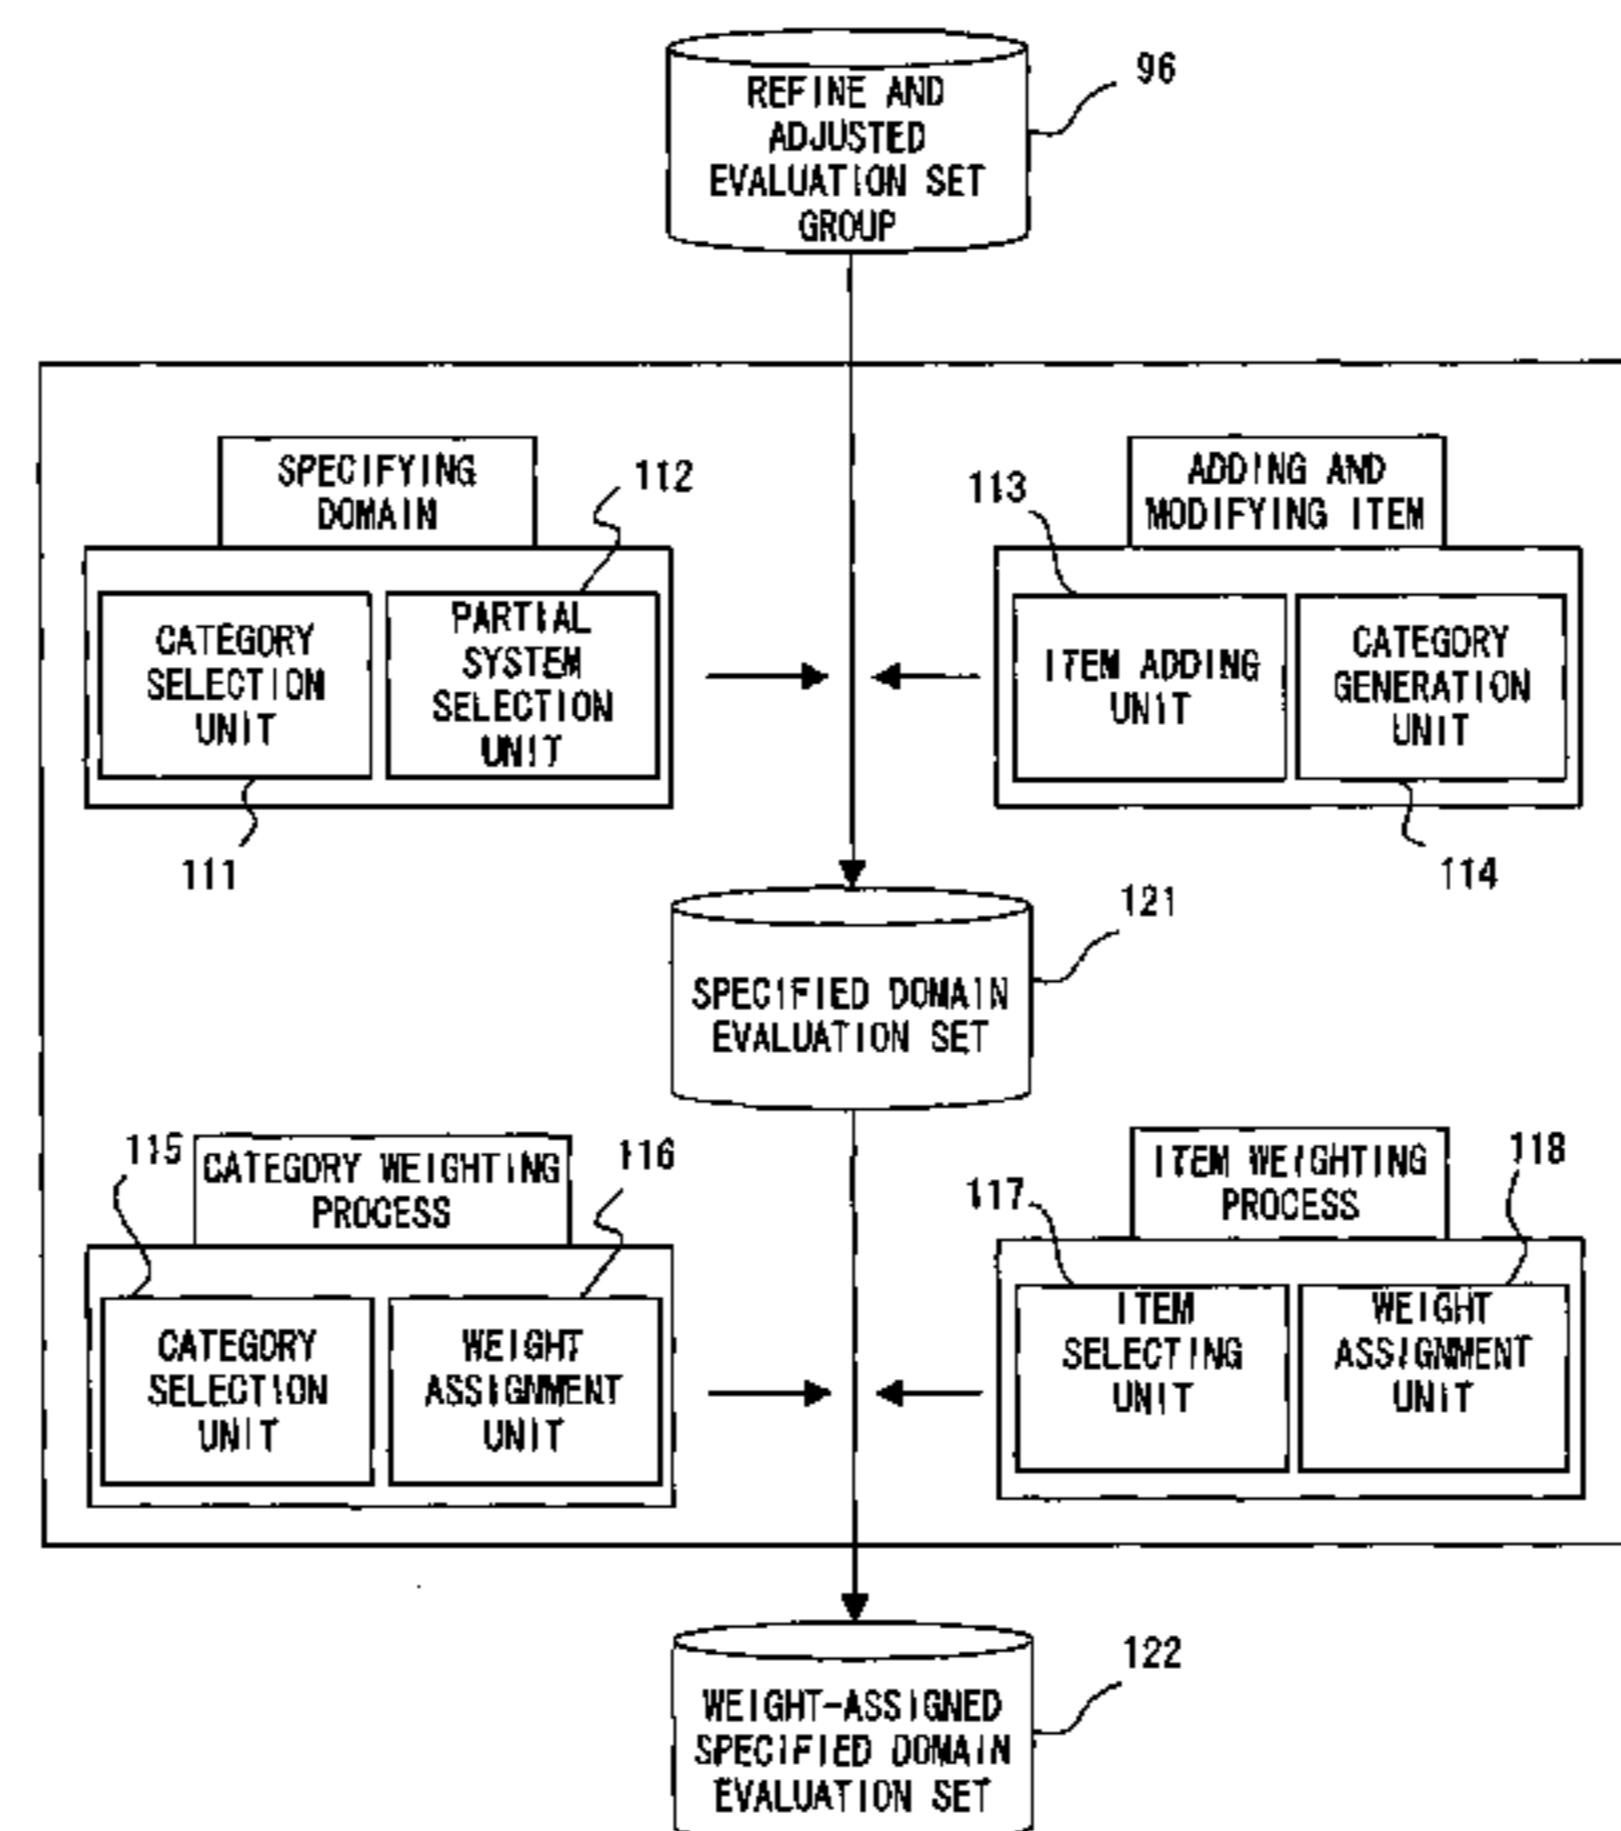 REFINE AND
ADJUSTED
EVALUATION SET
GROUP
96
SPECIFYING
DOMAIN
112
CATEGORY
SELECTION
UNIT
PARTIAL
SYSTEM
SELECTION
UNIT
111
113
ADDING AND
MODIFYING ITEM
ITEM ADDING
UNIT
CATEGORY
GENERATION
UNIT
114
121
SPECIFIED DOMAIN
EVALUATION SET
115
CATEGORY WEIGHTING
PROCESS
116
CATEGORY
SELECTION
UNIT
WEIGHT
ASSIGNMENT
UNIT
117
ITEM WEIGHTING
PROCESS
118
ITEM
SELECTING
UNIT
WEIGHT
ASSIGNMENT
UNIT
122
WEIGHT-ASSIGNED
SPECIFIED DOMAIN
EVALUATION SET